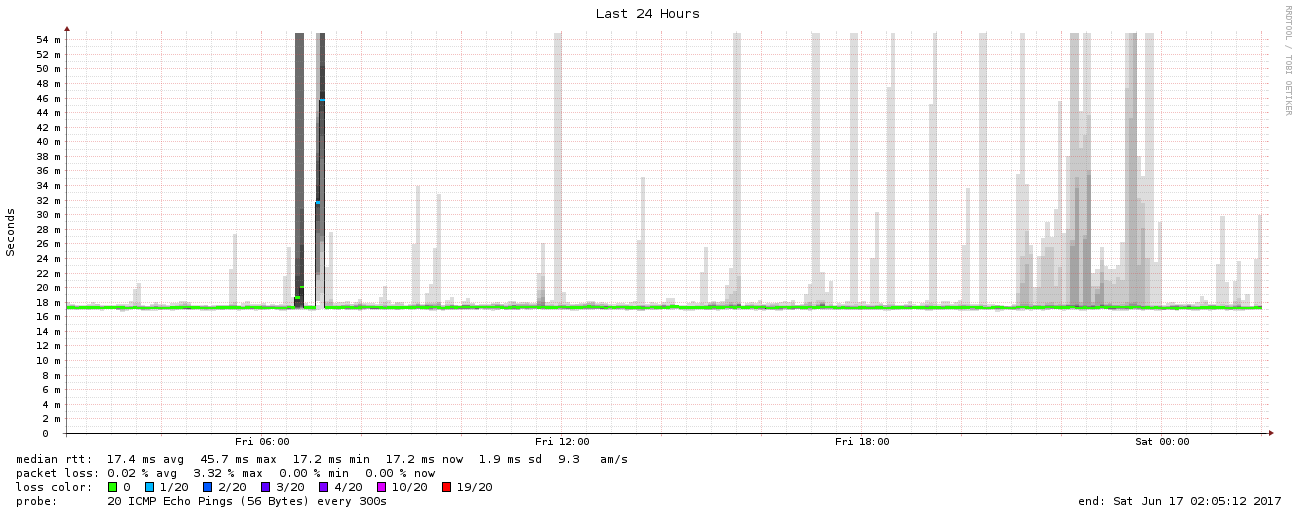 Last 24 Hours
RRDTOOL / TOBI OETIKER
Seconds
54 m
52 m
50 m
48 m
46 m
44 m
42 m
40 m
38 m
36 m
34 m
32 m
30 m
28 m
26 m
24 m
22 m
20 m
18 m
16 m
14 m
12 m
10 m
8 m
6 m
4 m
2 m
0
Fri 06:00 Fri 12:00 Fri 18:00 Sat 00:00
median rtt: 17.4 ms avg 45.7 ms max 17.2 ms min 17.2 ms now 1.9 ms sd 9.3 am/s
packet loss: 0.02 % avg 3.32 % max 0.00 % min 0.00 % now
loss color: 0 1/20 2/20 3/20 4/20 10/20 19/20
probe: 20 ICMP Echo Pings (56 Bytes) every 300s end: Sat Jun 17 02:05:12 2017